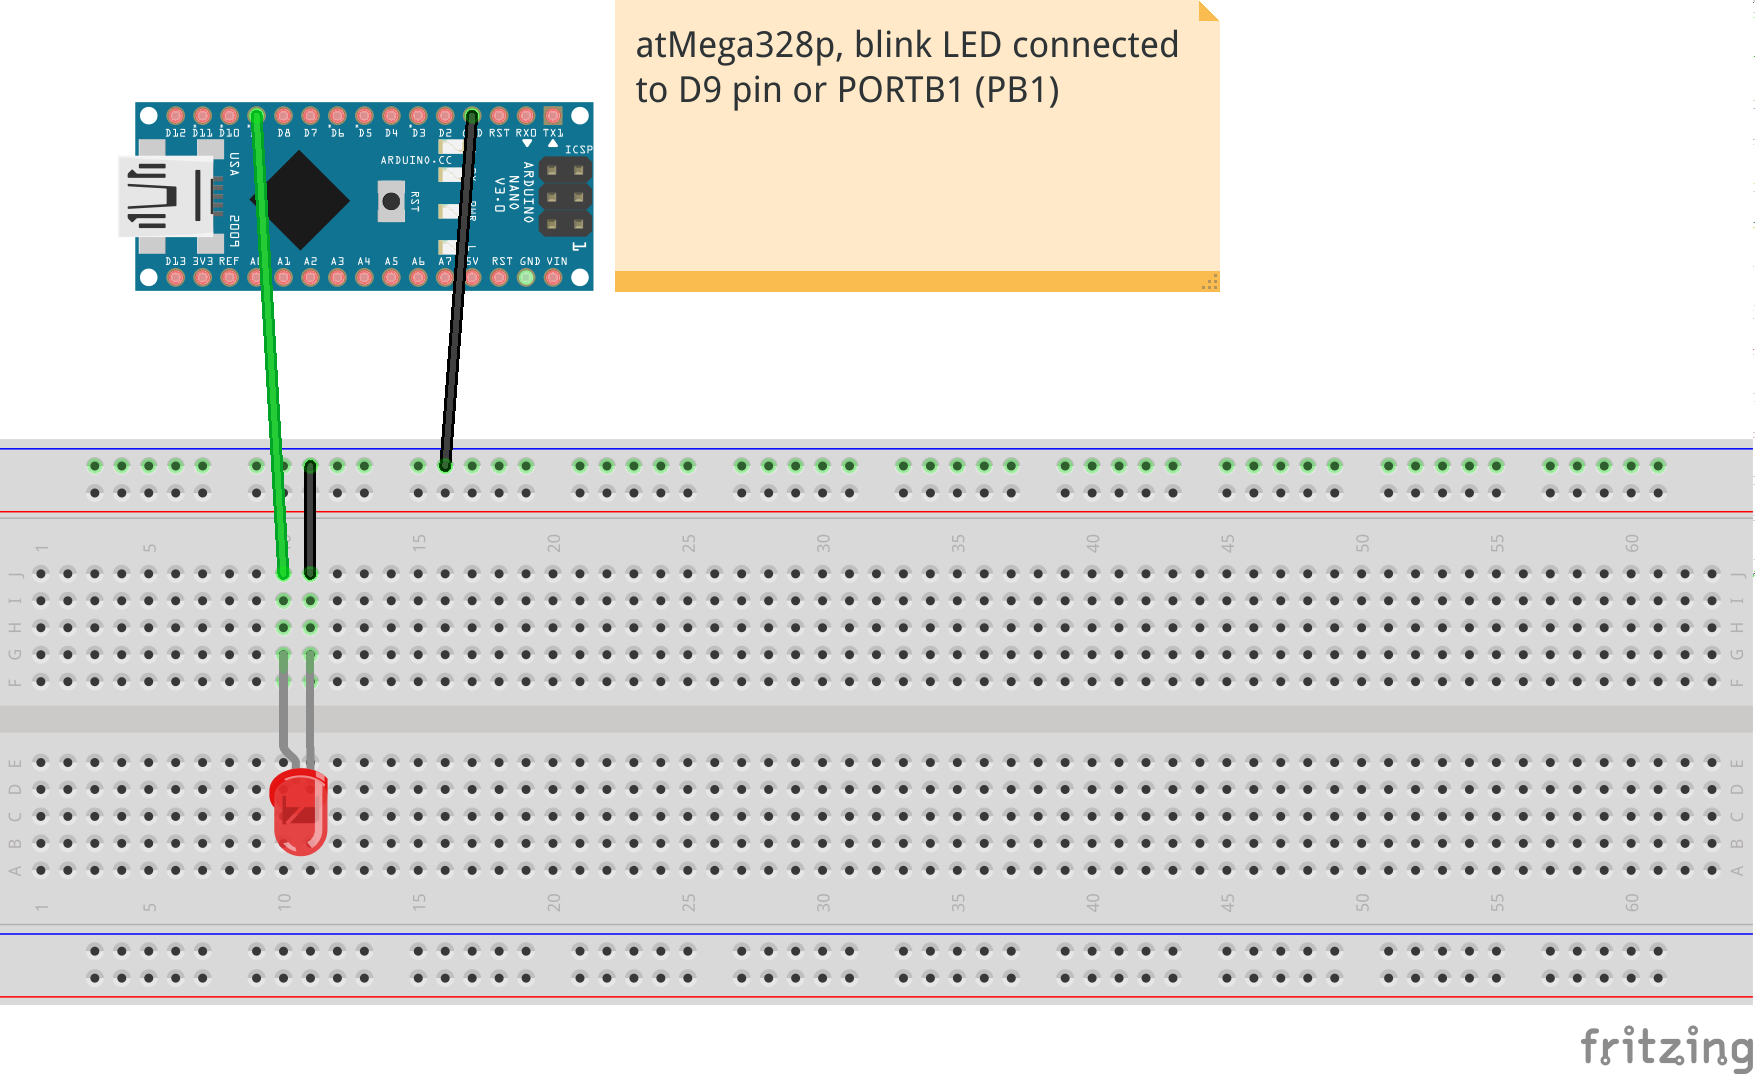 atMega328p, blink LED connected
to D9 pin or PORTB1 (PB1)
D12 D11 D10 D8 D7 D6 D5 D4 D3 D2 RST RX0 TX1
ICSP
ARDUINO.CC
USA
2009
RST
ARDUINO
NANO
V3.0
PWR
L
1
D13 3V3 REF A0 A1 A2 A3 A4 A5 A6 A7 5V RST GND VIN
1 5 15 20 25 30 35 40 45 50 55 60
J J
I I
H H
G G
F F
E E
D D
C C
B B
A A
1 5 10 15 20 25 30 35 40 45 50 55 60
fritzing